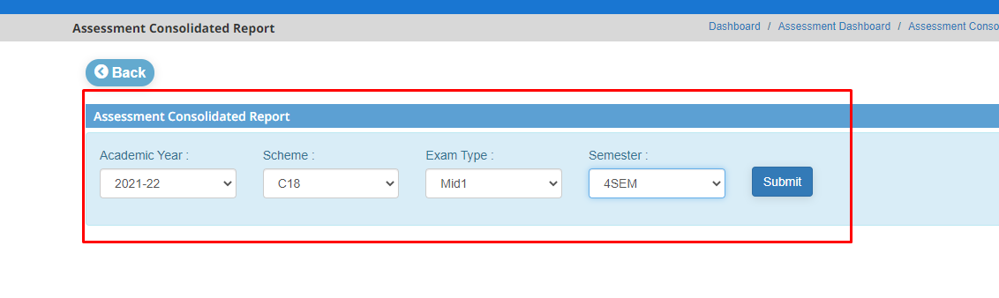 Assessment Consolidated Report
Dashboard / Assessment Dashboard / Assessment Conso
Back
Assessment Consolidated Report
Academic Year : Scheme : Exam Type : Semester :
2021-22 C18 Mid1 4SEM Submit